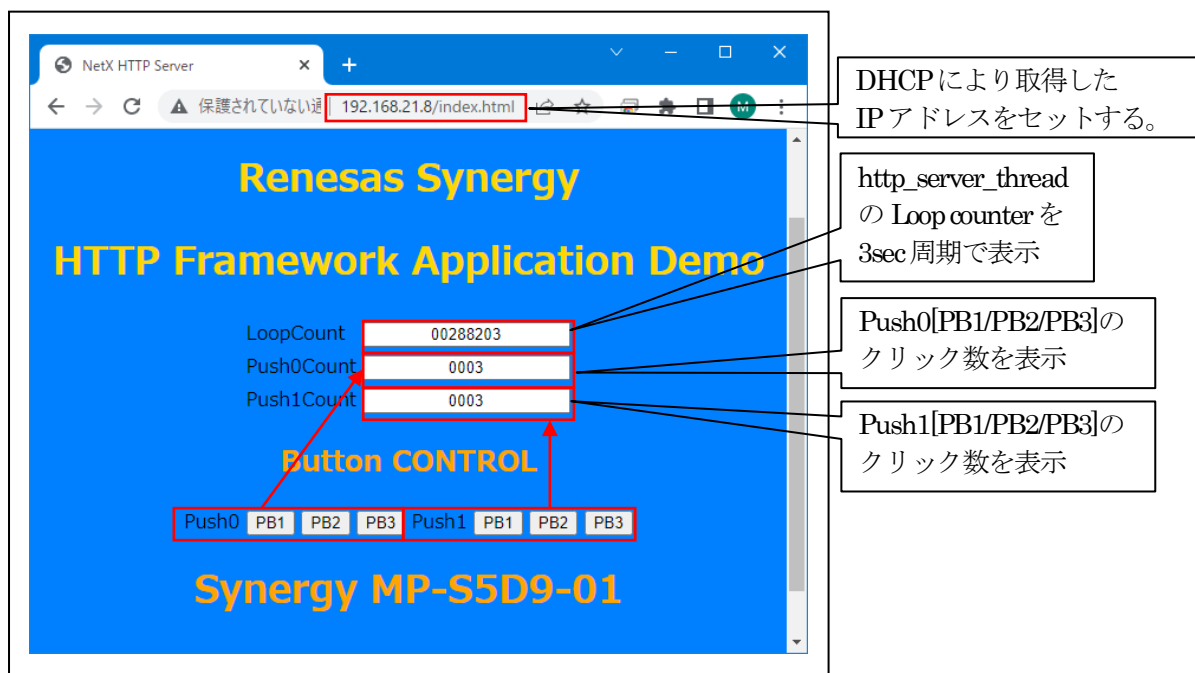 NetX HTTP Server
保護されていない通
192.168.21.8/index.html
M
Renesas Synergy
HTTP Framework Application Demo
LoopCount 00288203
Push0Count 0003
Push1Count 0003
Button CONTROL
Push0 PB1 PB2 PB3 Push1 PB1 PB2 PB3
Synergy MP-S5D9-01
DHCPにより取得した
IPアドレスをセットする。
http_server_thread
の Loop counter を
3sec 周期で表示
Push0[PB1/PB2/PB3]の
クリック数を表示
Push1[PB1/PB2/PB3]の
クリック数を表示